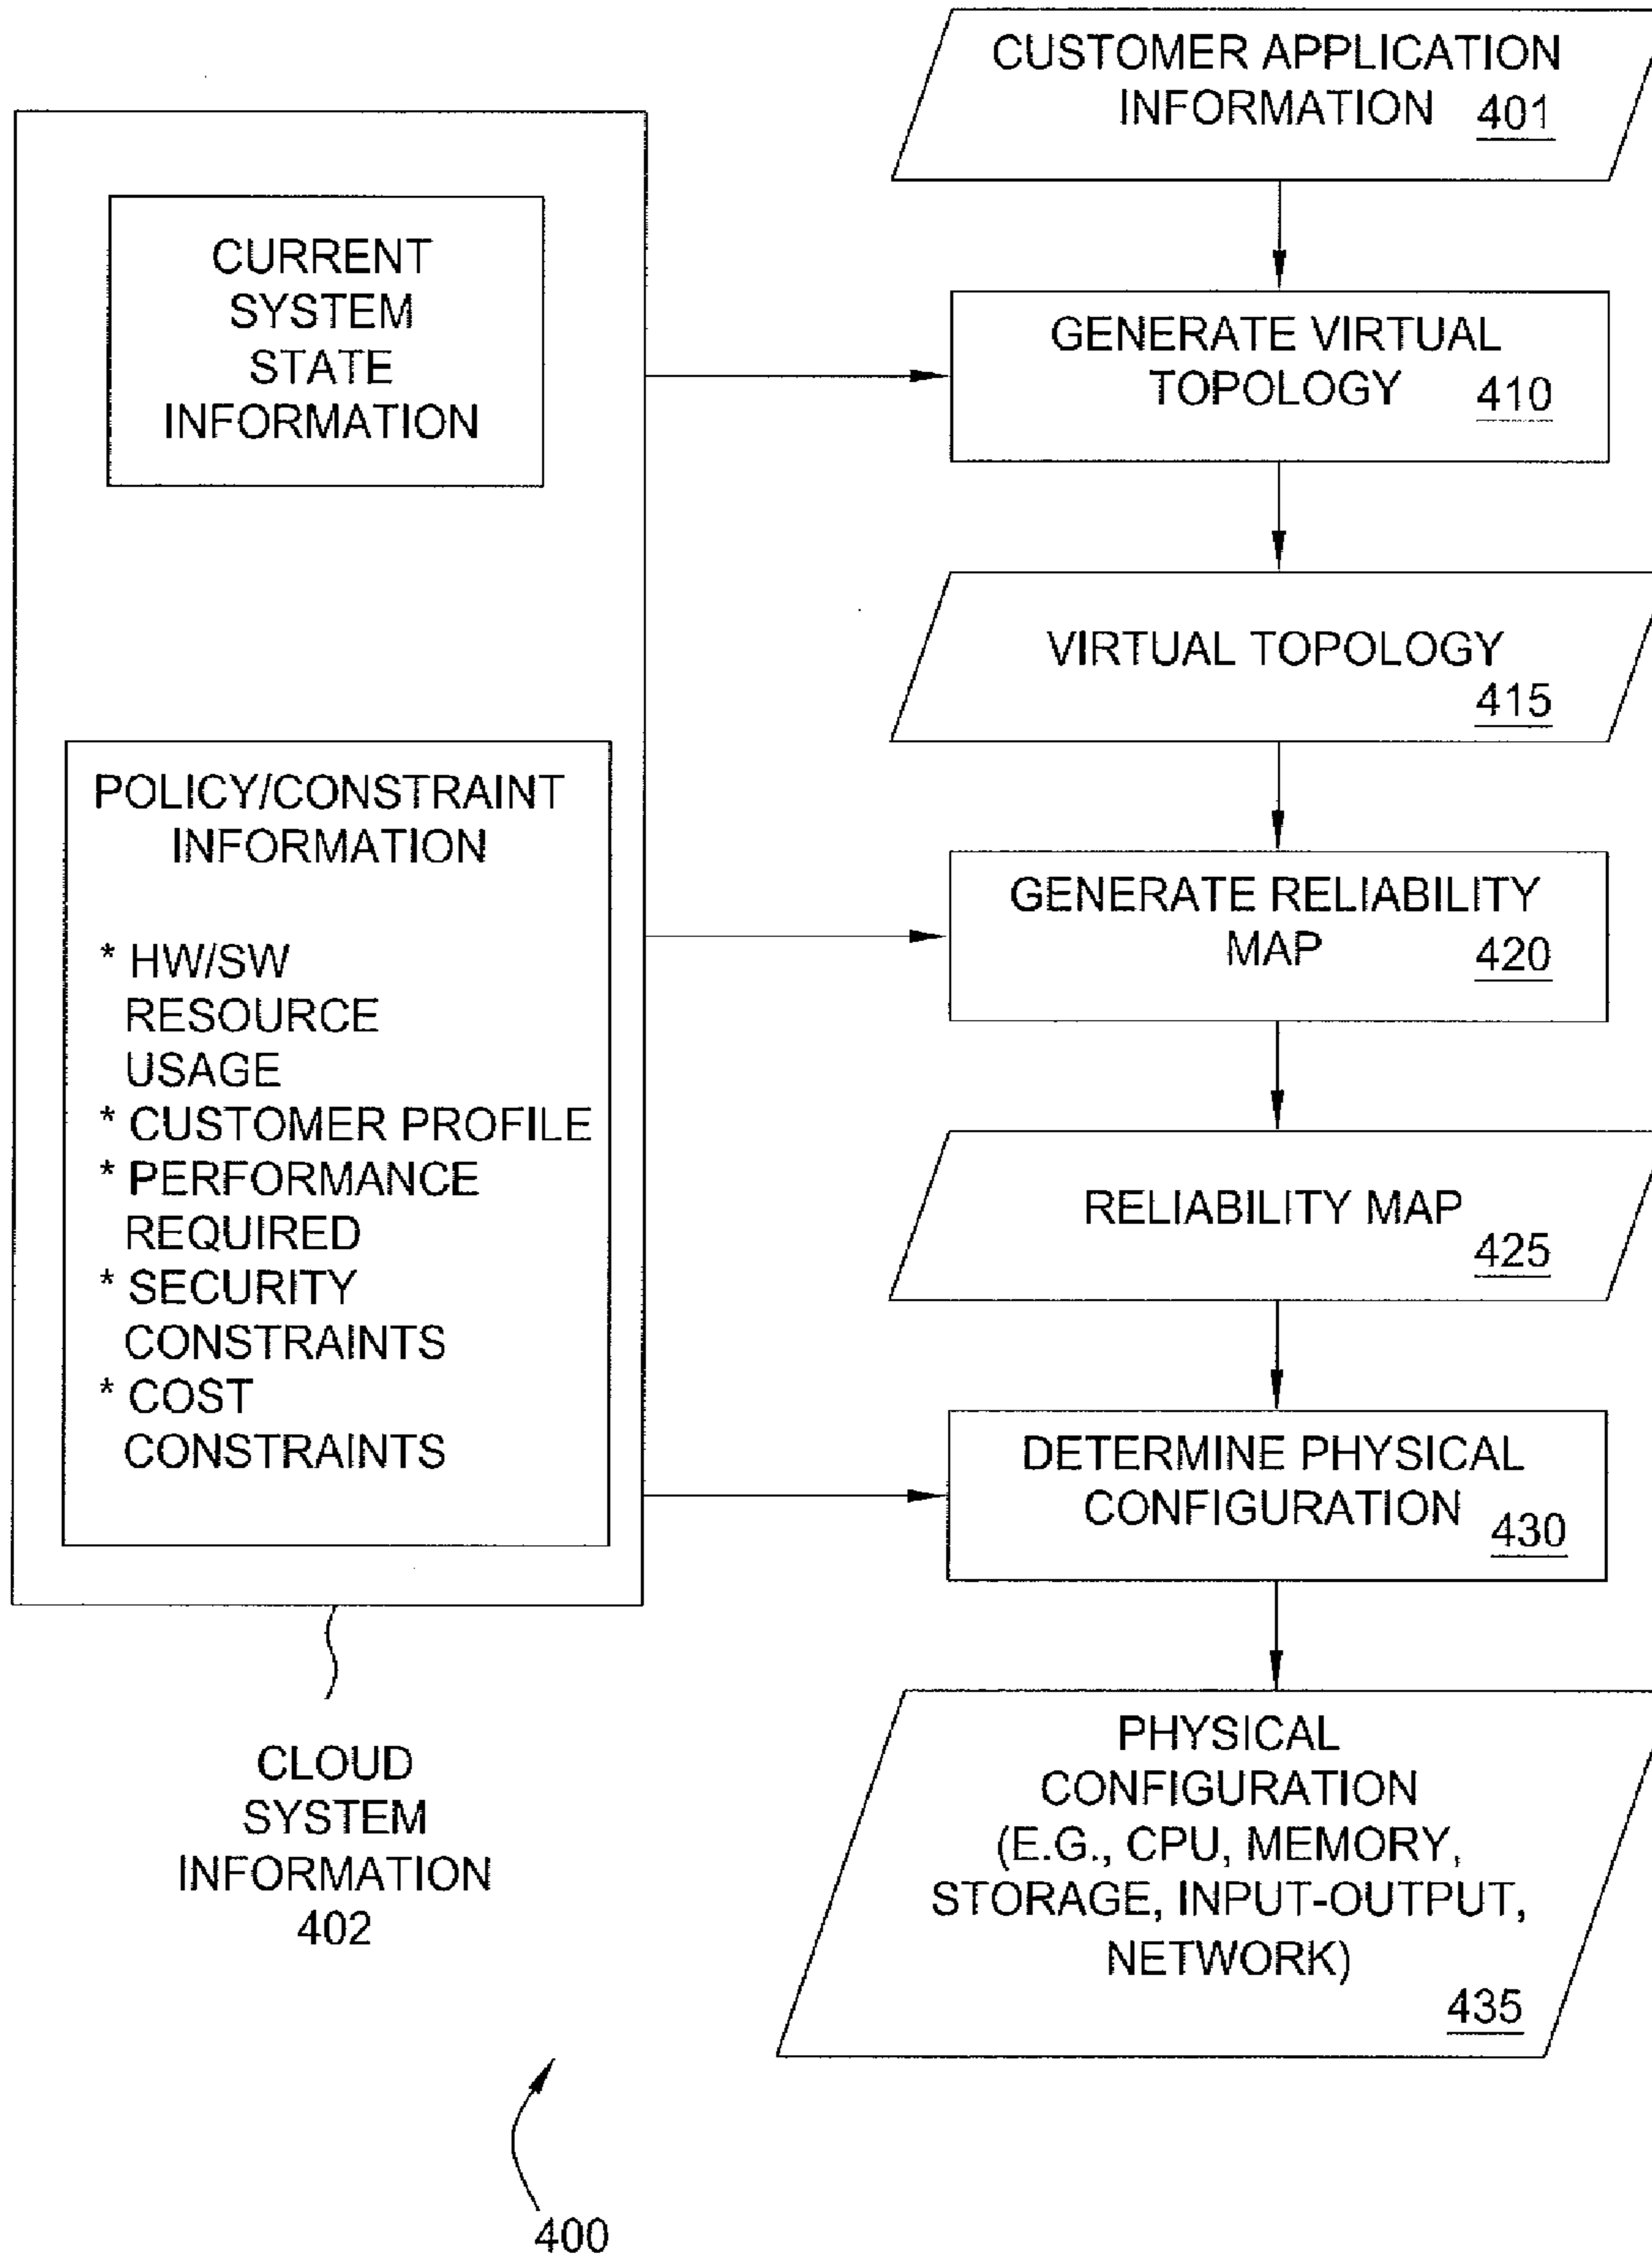 CUSTOMER APPLICATION
INFORMATION 401
CURRENT
SYSTEM
STATE
INFORMATION
GENERATE VIRTUAL
TOPOLOGY 410
VIRTUAL TOPOLOGY
415
POLICY/CONSTRAINT
INFORMATION
* HW/SW
RESOURCE
USAGE
* CUSTOMER PROFILE
* PERFORMANCE
REQUIRED
* SECURITY
CONSTRAINTS
* COST
CONSTRAINTS
GENERATE RELIABILITY
MAP 420
RELIABILITY MAP
425
DETERMINE PHYSICAL
CONFIGURATION 430
CLOUD
SYSTEM
INFORMATION
402
PHYSICAL
CONFIGURATION
(E.G., CPU, MEMORY,
STORAGE, INPUT-OUTPUT,
NETWORK)
435
400